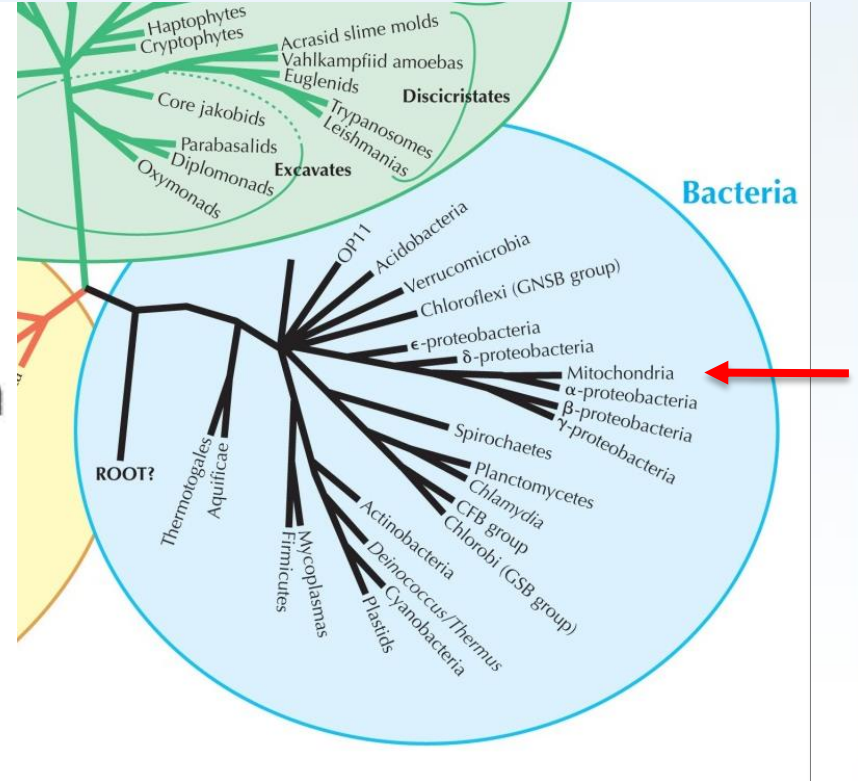 Haptophytes
Cryptophytes
Acrasid slime molds
Vahlkampfiid amoebas
Euglenids
Discicristates
Core jakobids
Trypanosomes
Leishmanias
Parabasalids
Diplomonads
Excavates
Oxymonads
Bacteria
OP11
Acidobacteria
Verrucomicrobia
Chloroflexi (GNSB group)
ϵ-proteobacteria
δ-proteobacteria
Mitochondria
α-proteobacteria
β-proteobacteria
γ-proteobacteria
Spirochaetes
ROOT?
Thermotogales
Aquificae
Planctomycetes
Chlamydia
CFB group
Chlorobi (GSB group)
Actinobacteria
Deinococcus/Thermus
Cyanobacteria
Plastids
Mycoplasmas
Firmicutes